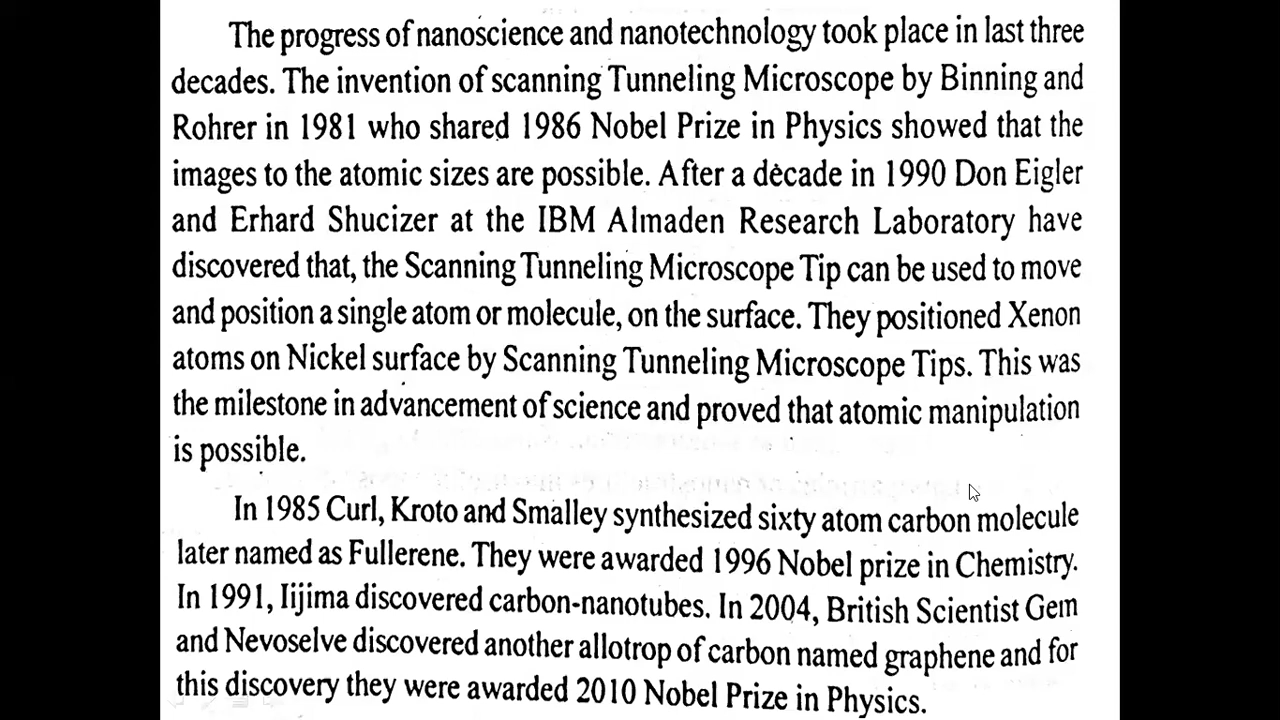 The progress of nanoscience and nanotechnology took place in last three
decades. The invention of scanning Tunneling Microscope by Binning and
Rohrer in 1981 who shared 1986 Nobel Prize in Physics showed that the
images to the atomic sizes are possible. After a decade in 1990 Don Eigler
and Erhard Shucizer at the IBM Almaden Research Laboratory have
discovered that, the Scanning Tunneling Microscope Tip can be used to move
and position a single atom or molecule, on the surface. They positioned Xenon
atoms on Nickel surface by Scanning Tunneling Microscope Tips. This was
the milestone in advancement of science and proved that atomic manipulation
is possible.
In 1985 Curl, Kroto and Smalley synthesized sixty atom carbon molecule
later named as Fullerene. They were awarded 1996 Nobel prize in Chemistry.
In 1991, Iijima discovered carbon-nanotubes. In 2004, British Scientist Gem
and Nevoselve discovered another allotrop of carbon named graphene and for
this discovery they were awarded 2010 Nobel Prize in Physics.